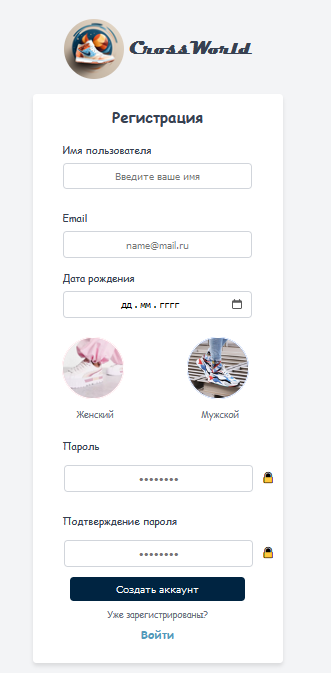 CrossWorld
Регистрация
Имя пользователя
Введите ваше имя
Email
name@mail.ru
Дата рождения
дд.мм.гггг
Женский Мужской
Пароль
••••••••
Подтверждение пароля
••••••••
Создать аккаунт
Уже зарегистрированы?
Войти